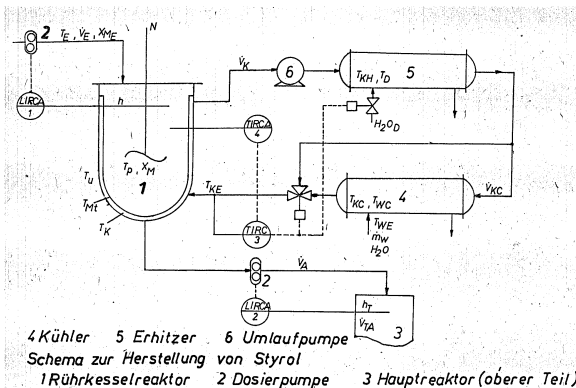 2 T_E, V̇_E, X_ME N
V̇_K 6 5
T_KH, T_D
LIRCA 1 h
TIRCA 4
H₂O_D
T_P, X_M
1
T_u
T_Mt
T_K
T_KE
4
T_KC, T_WC
V̇_KC
T_WE
ṁ_W
H₂O
TIRC 3
V̇_A
2
LIRCA 2
h_T
V̇_TA
3
4 Kühler 5 Erhitzer 6 Umlaufpumpe
Schema zur Herstellung von Styrol
1 Rührkesselreaktor 2 Dosierpumpe 3 Hauptreaktor (oberer Teil)